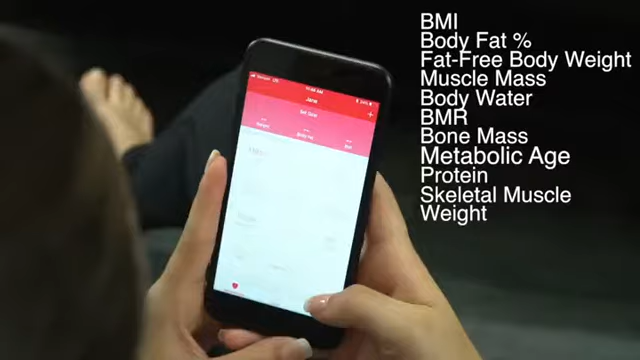 BMI
Body Fat %
Fat-Free Body Weight
Muscle Mass
Body Water
BMR
Bone Mass
Metabolic Age
Protein
Skeletal Muscle
Weight
Jane